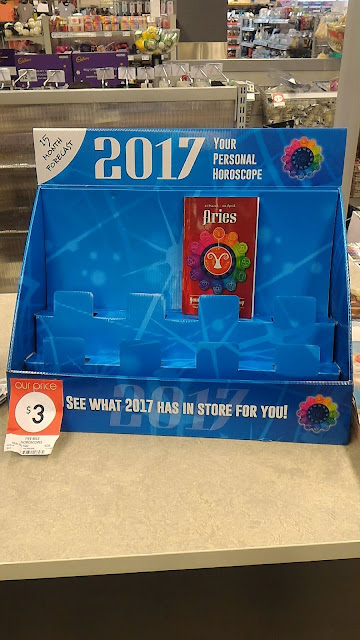 15
MONTH
FORECAST
2017
YOUR
PERSONAL
HOROSCOPE
Aries
our price
$3
2017
SEE WHAT 2017 HAS IN STORE FOR YOU!
HOROSCOPES